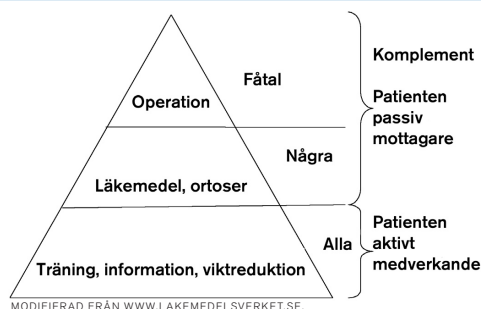 Komplement
Fåtal
Operation
Patienten
passiv
mottagare
Några
Läkemedel, ortoser
Alla
Patienten
aktivt
medverkande
Träning, information, viktreduktion
MODIFIERAD FRÅN WWW.LAKEMEDELSVERKET.SE.